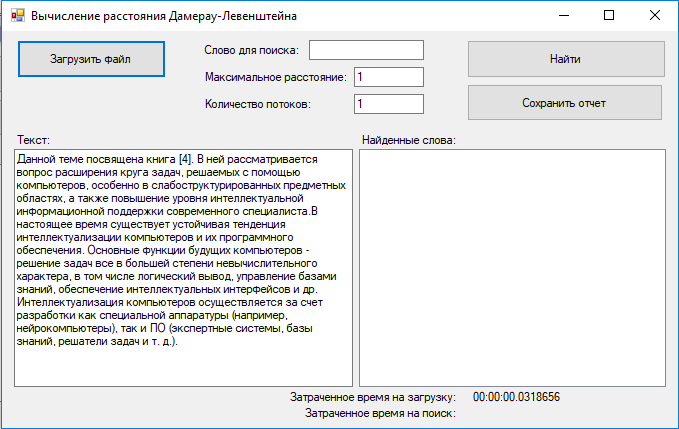 Вычисление расстояния Дамерау-Левенштейна
Загрузить файл
Слово для поиска:
Найти
Максимальное расстояние: 1
Количество потоков: 1
Сохранить отчет
Текст:
Найденные слова:
Данной теме посвящена книга [4]. В ней рассматривается
вопрос расширения круга задач, решаемых с помощью
компьютеров, особенно в слабоструктурированных предметных
областях, а также повышение уровня интеллектуальной
информационной поддержки современного специалиста.В
настоящее время существует устойчивая тенденция
интеллектуализации компьютеров и их программного
обеспечения. Основные функции будущих компьютеров -
решение задач все в большей степени невычислительного
характера, в том числе логический вывод, управление базами
знаний, обеспечение интеллектуальных интерфейсов и др.
Интеллектуализация компьютеров осуществляется за счет
разработки как специальной аппаратуры (например,
нейрокомпьютеры), так и ПО (экспертные системы, базы
знаний, решатели задач и т. д.).
Затраченное время на загрузку: 00:00:00.0318656
Затраченное время на поиск: